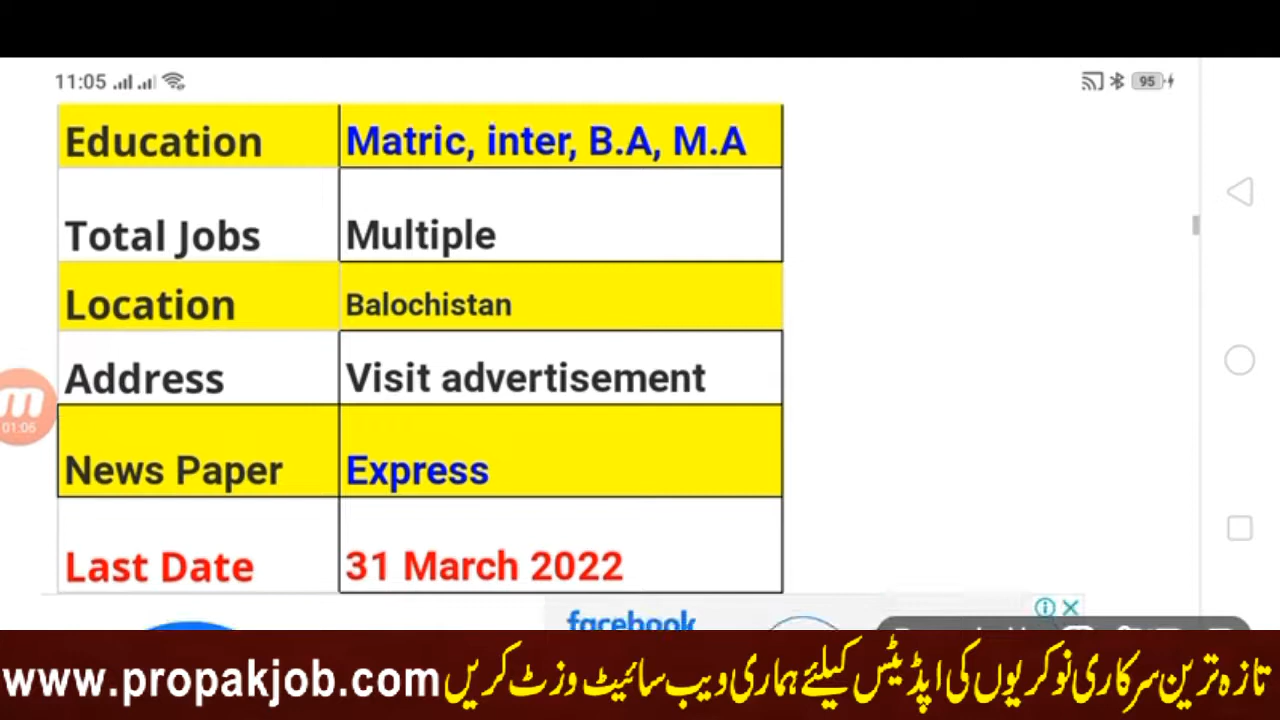 11:05
95
Education Matric, inter, B.A, M.A
Total Jobs Multiple
Location Balochistan
Address Visit advertisement
News Paper Express
Last Date 31 March 2022
01:06
facebook
www.propakjob.com تازہ ترین سرکاری نوکریوں کی اپڈیٹس کیلئے ہماری ویب سائیٹ وزٹ کریں